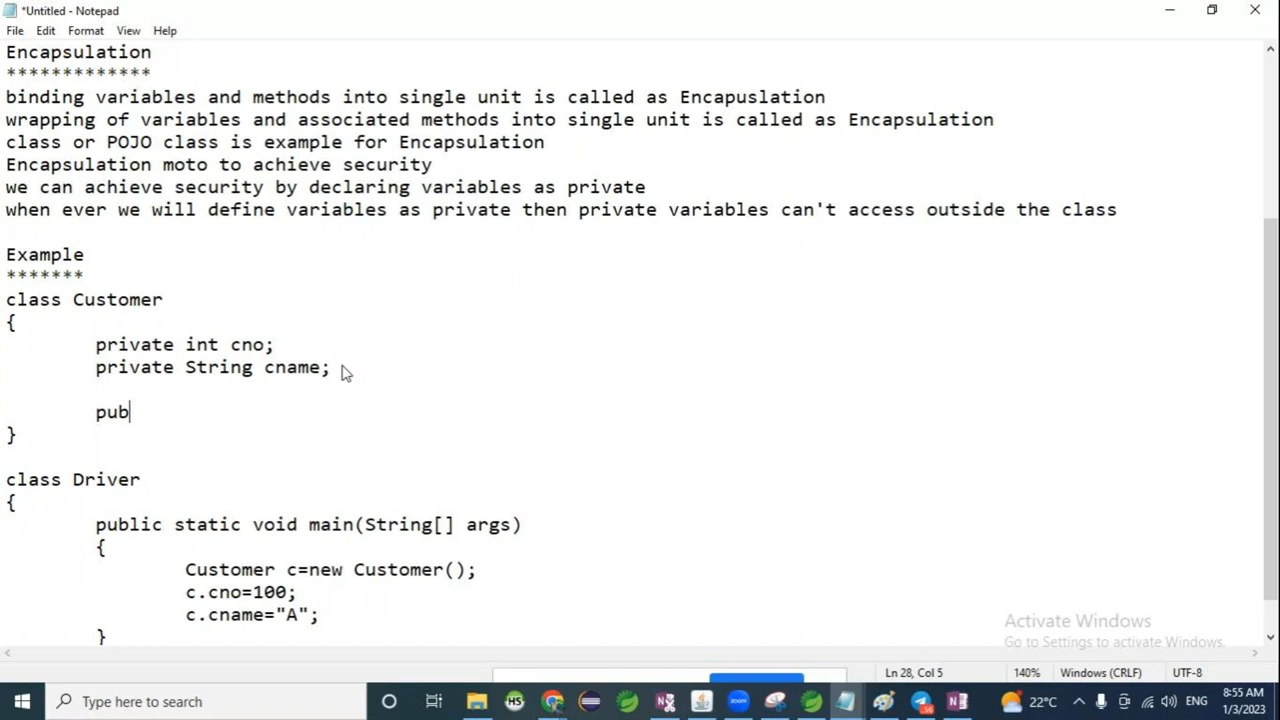 *Untitled - Notepad
File Edit Format View Help
Encapsulation
*************
binding variables and methods into single unit is called as Encapuslation
wrapping of variables and associated methods into single unit is called as Encapsulation
class or POJO class is example for Encapsulation
Encapsulation moto to achieve security
we can achieve security by declaring variables as private
when ever we will define variables as private then private variables can't access outside the class
Example
*******
class Customer
{
private int cno;
private String cname;
pub
}
class Driver
{
public static void main(String[] args)
{
Customer c=new Customer();
c.cno=100;
c.cname="A";
}
Activate Windows
Go to Settings to activate Windows.
Ln 28, Col 5 140% Windows (CRLF) UTF-8
Type here to search HS 22°C ENG 8:55 AM
1/3/2023